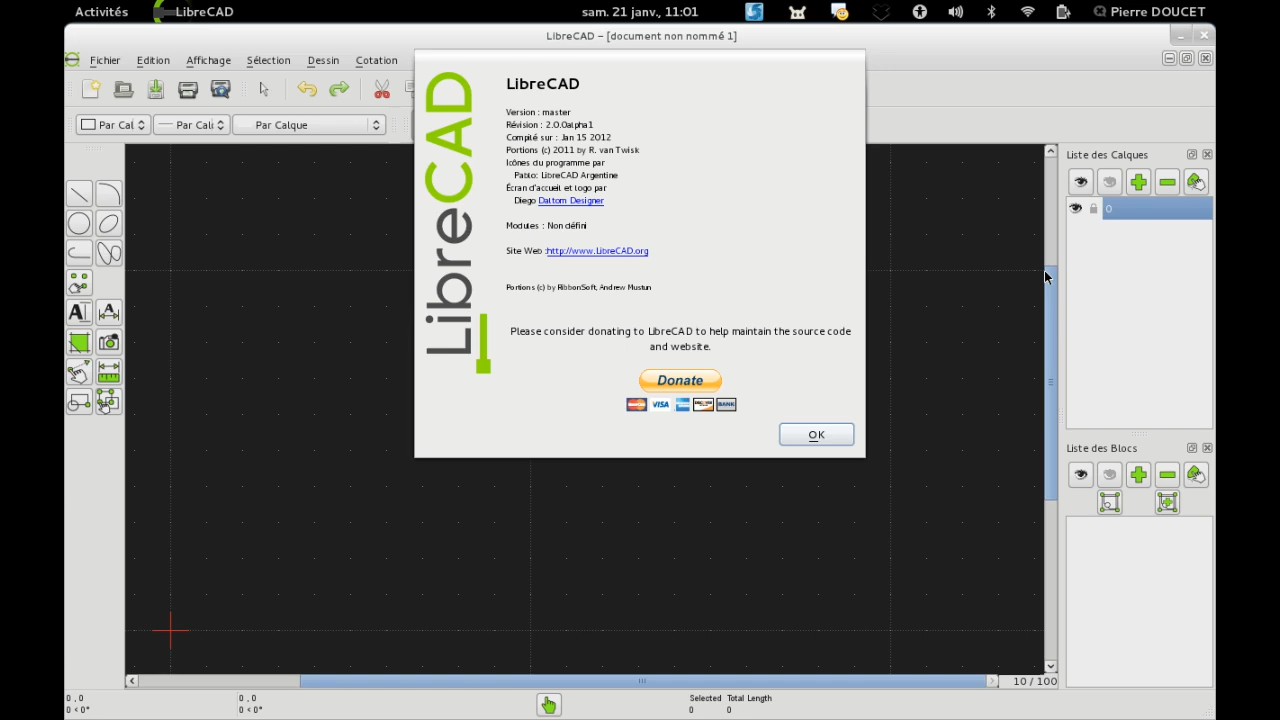 Activités
LibreCAD
sam. 21 janv., 11:01
Pierre DOUCET
LibreCAD – [document non nommé 1]
Fichier Edition Affichage Sélection Dessin Cotation
Par Cal
Par Cal
Par Calque
LibreCAD
LibreCAD
Version : master
Révision : 2.0.0alpha1
Compilé sur : Jan 15 2012
Portions (c) 2011 by R. van Twisk
Icônes du programme par
Pablo: LibreCAD Argentine
Écran d'accueil et logo par
Diego Daltom Designer
Modules : Non défini
Site Web :http://www.LibreCAD.org
Portions (c) by RibbonSoft, Andrew Mustun
Please consider donating to LibreCAD to help maintain the source code
and website.
Donate
VISA
BANK
OK
Liste des Calques
0
Liste des Blocs
10 / 100
0 , 0
0 < 0°
0 , 0
0 < 0°
Selected Total Length
0 0